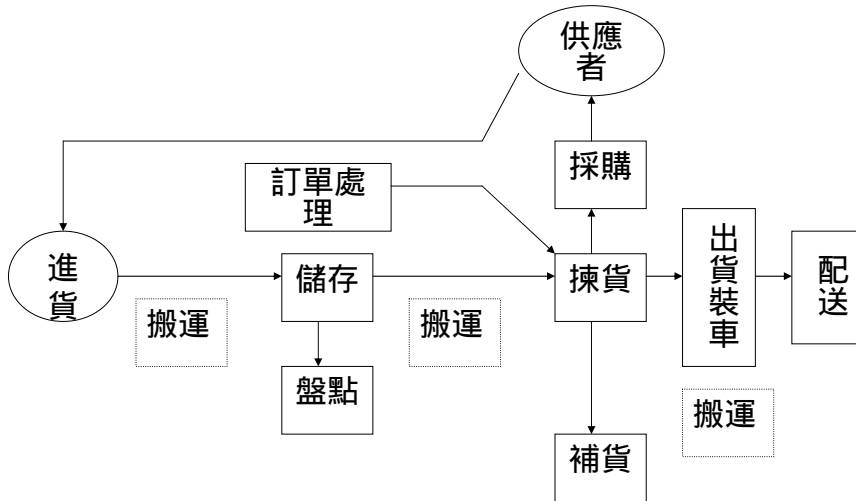 供應
者
採購
訂單處
理
進
貨
儲存
揀貨
出
貨
裝
車
配
送
搬運
搬運
盤點
搬運
補貨